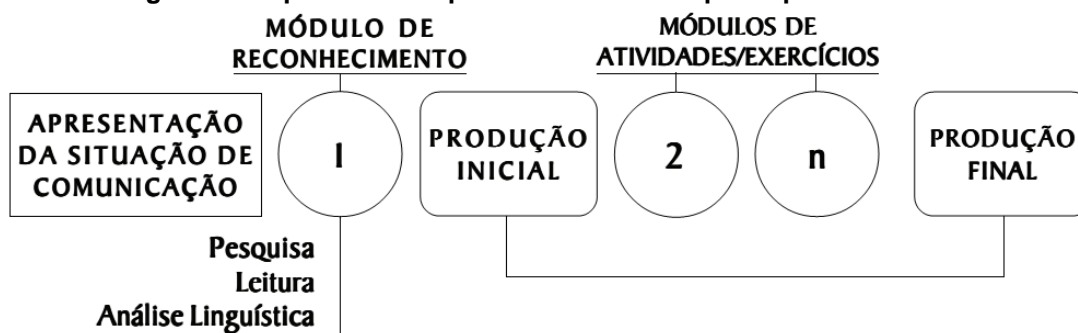 MÓDULO DE
RECONHECIMENTO
MÓDULOS DE
ATIVIDADES/EXERCÍCIOS
APRESENTAÇÃO
DA SITUAÇÃO DE
COMUNICAÇÃO
1
PRODUÇÃO
INICIAL
2
n
PRODUÇÃO
FINAL
Pesquisa
Leitura
Análise Linguística